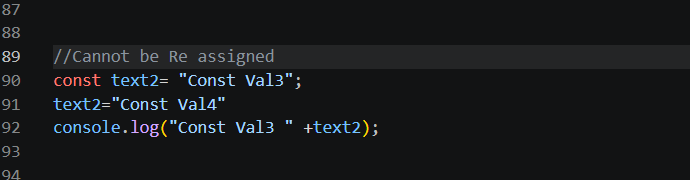 87
88
89 //Cannot be Re assigned
90 const text2= "Const Val3";
91 text2="Const Val4"
92 console.log("Const Val3 " +text2);
93
94